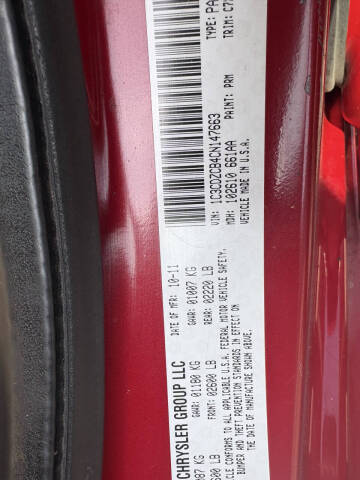 CHRYSLER GROUP LLC
DATE OF MFR: 10-11
GAWR: 01180 KG
GAWR: 01007 KG
FRONT: 02600 LB
REAR: 02220 LB
TO ALL APPLICABLE U.S.A. FEDERAL MOTOR VEHICLE SAFETY,
BUMPER AND THEFT PREVENTION STANDARDS IN EFFECT ON
THE DATE OF MANUFACTURE SHOWN ABOVE.
VIN: 1C3CDZCB4CN147663
TYPE: PA
MDH: 102610 661AA
PAINT: PRM
TRIM: C7
VEHICLE MADE IN U.S.A.